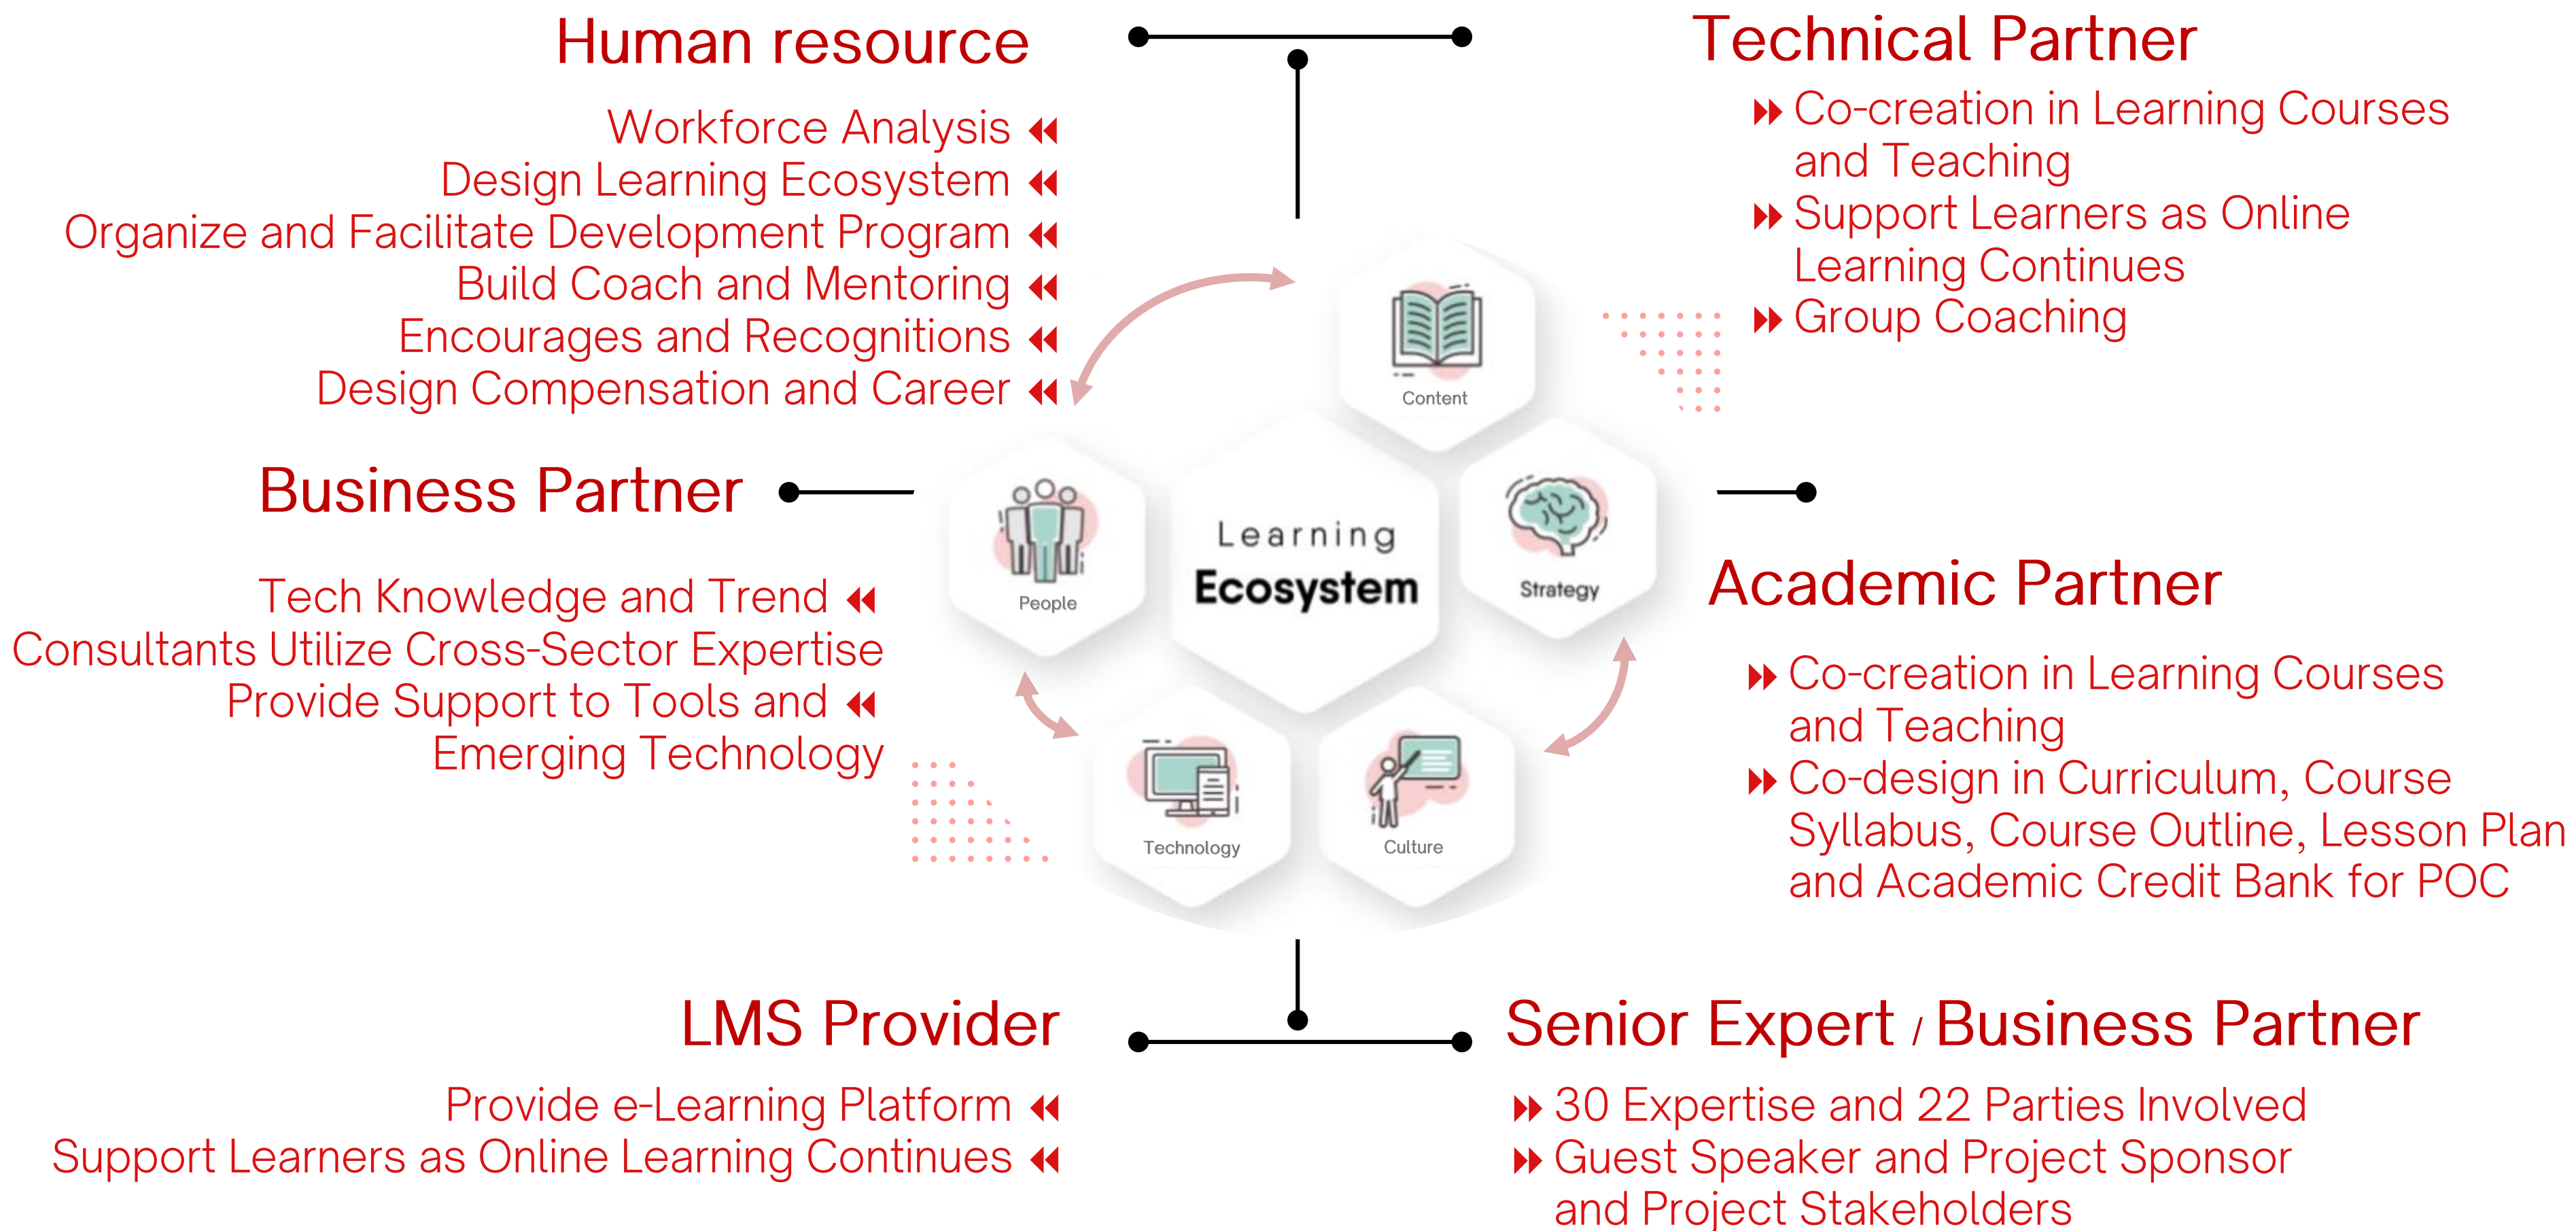 Human resource
Workforce Analysis
Design Learning Ecosystem
Organize and Facilitate Development Program
Build Coach and Mentoring
Encourages and Recognitions
Design Compensation and Career
Technical Partner
Co-creation in Learning Courses
and Teaching
Support Learners as Online
Learning Continues
Group Coaching
Business Partner
Tech Knowledge and Trend
Consultants Utilize Cross-Sector Expertise
Provide Support to Tools and
Emerging Technology
Content
People
Learning
Ecosystem
Strategy
Technology
Culture
Academic Partner
Co-creation in Learning Courses
and Teaching
Co-design in Curriculum, Course
Syllabus, Course Outline, Lesson Plan
and Academic Credit Bank for POC
LMS Provider
Provide e-Learning Platform
Support Learners as Online Learning Continues
Senior Expert / Business Partner
30 Expertise and 22 Parties Involved
Guest Speaker and Project Sponsor
and Project Stakeholders